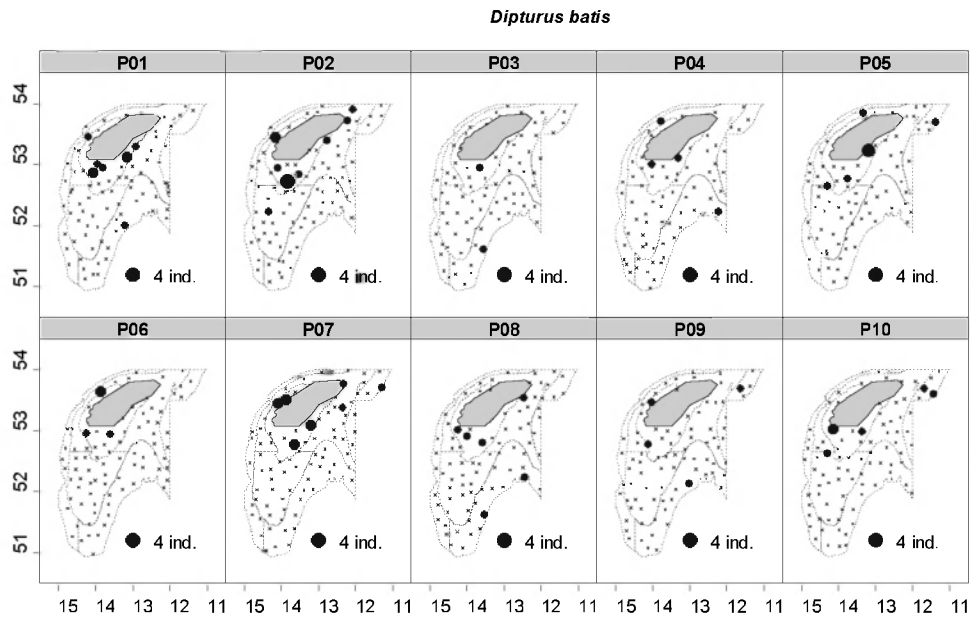 Dipturus batis
P01 P02 P03 P04 P05
54
53
52
51
4 ind. 4 ind. 4 ind. 4 ind. 4 ind.
P06 P07 P08 P09 P10
54
53
52
51
4 ind. 4 ind. 4 ind. 4 ind. 4 ind.
15 14 13 12 11 15 14 13 12 11 15 14 13 12 11 15 14 13 12 11 15 14 13 12 11